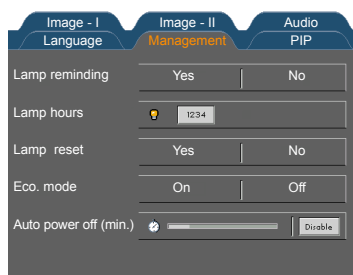 Image - I Image - II Audio
Language Management PIP
Lamp reminding Yes No
Lamp hours 1234
Lamp reset Yes No
Eco. mode On Off
Auto power off (min.) Disable